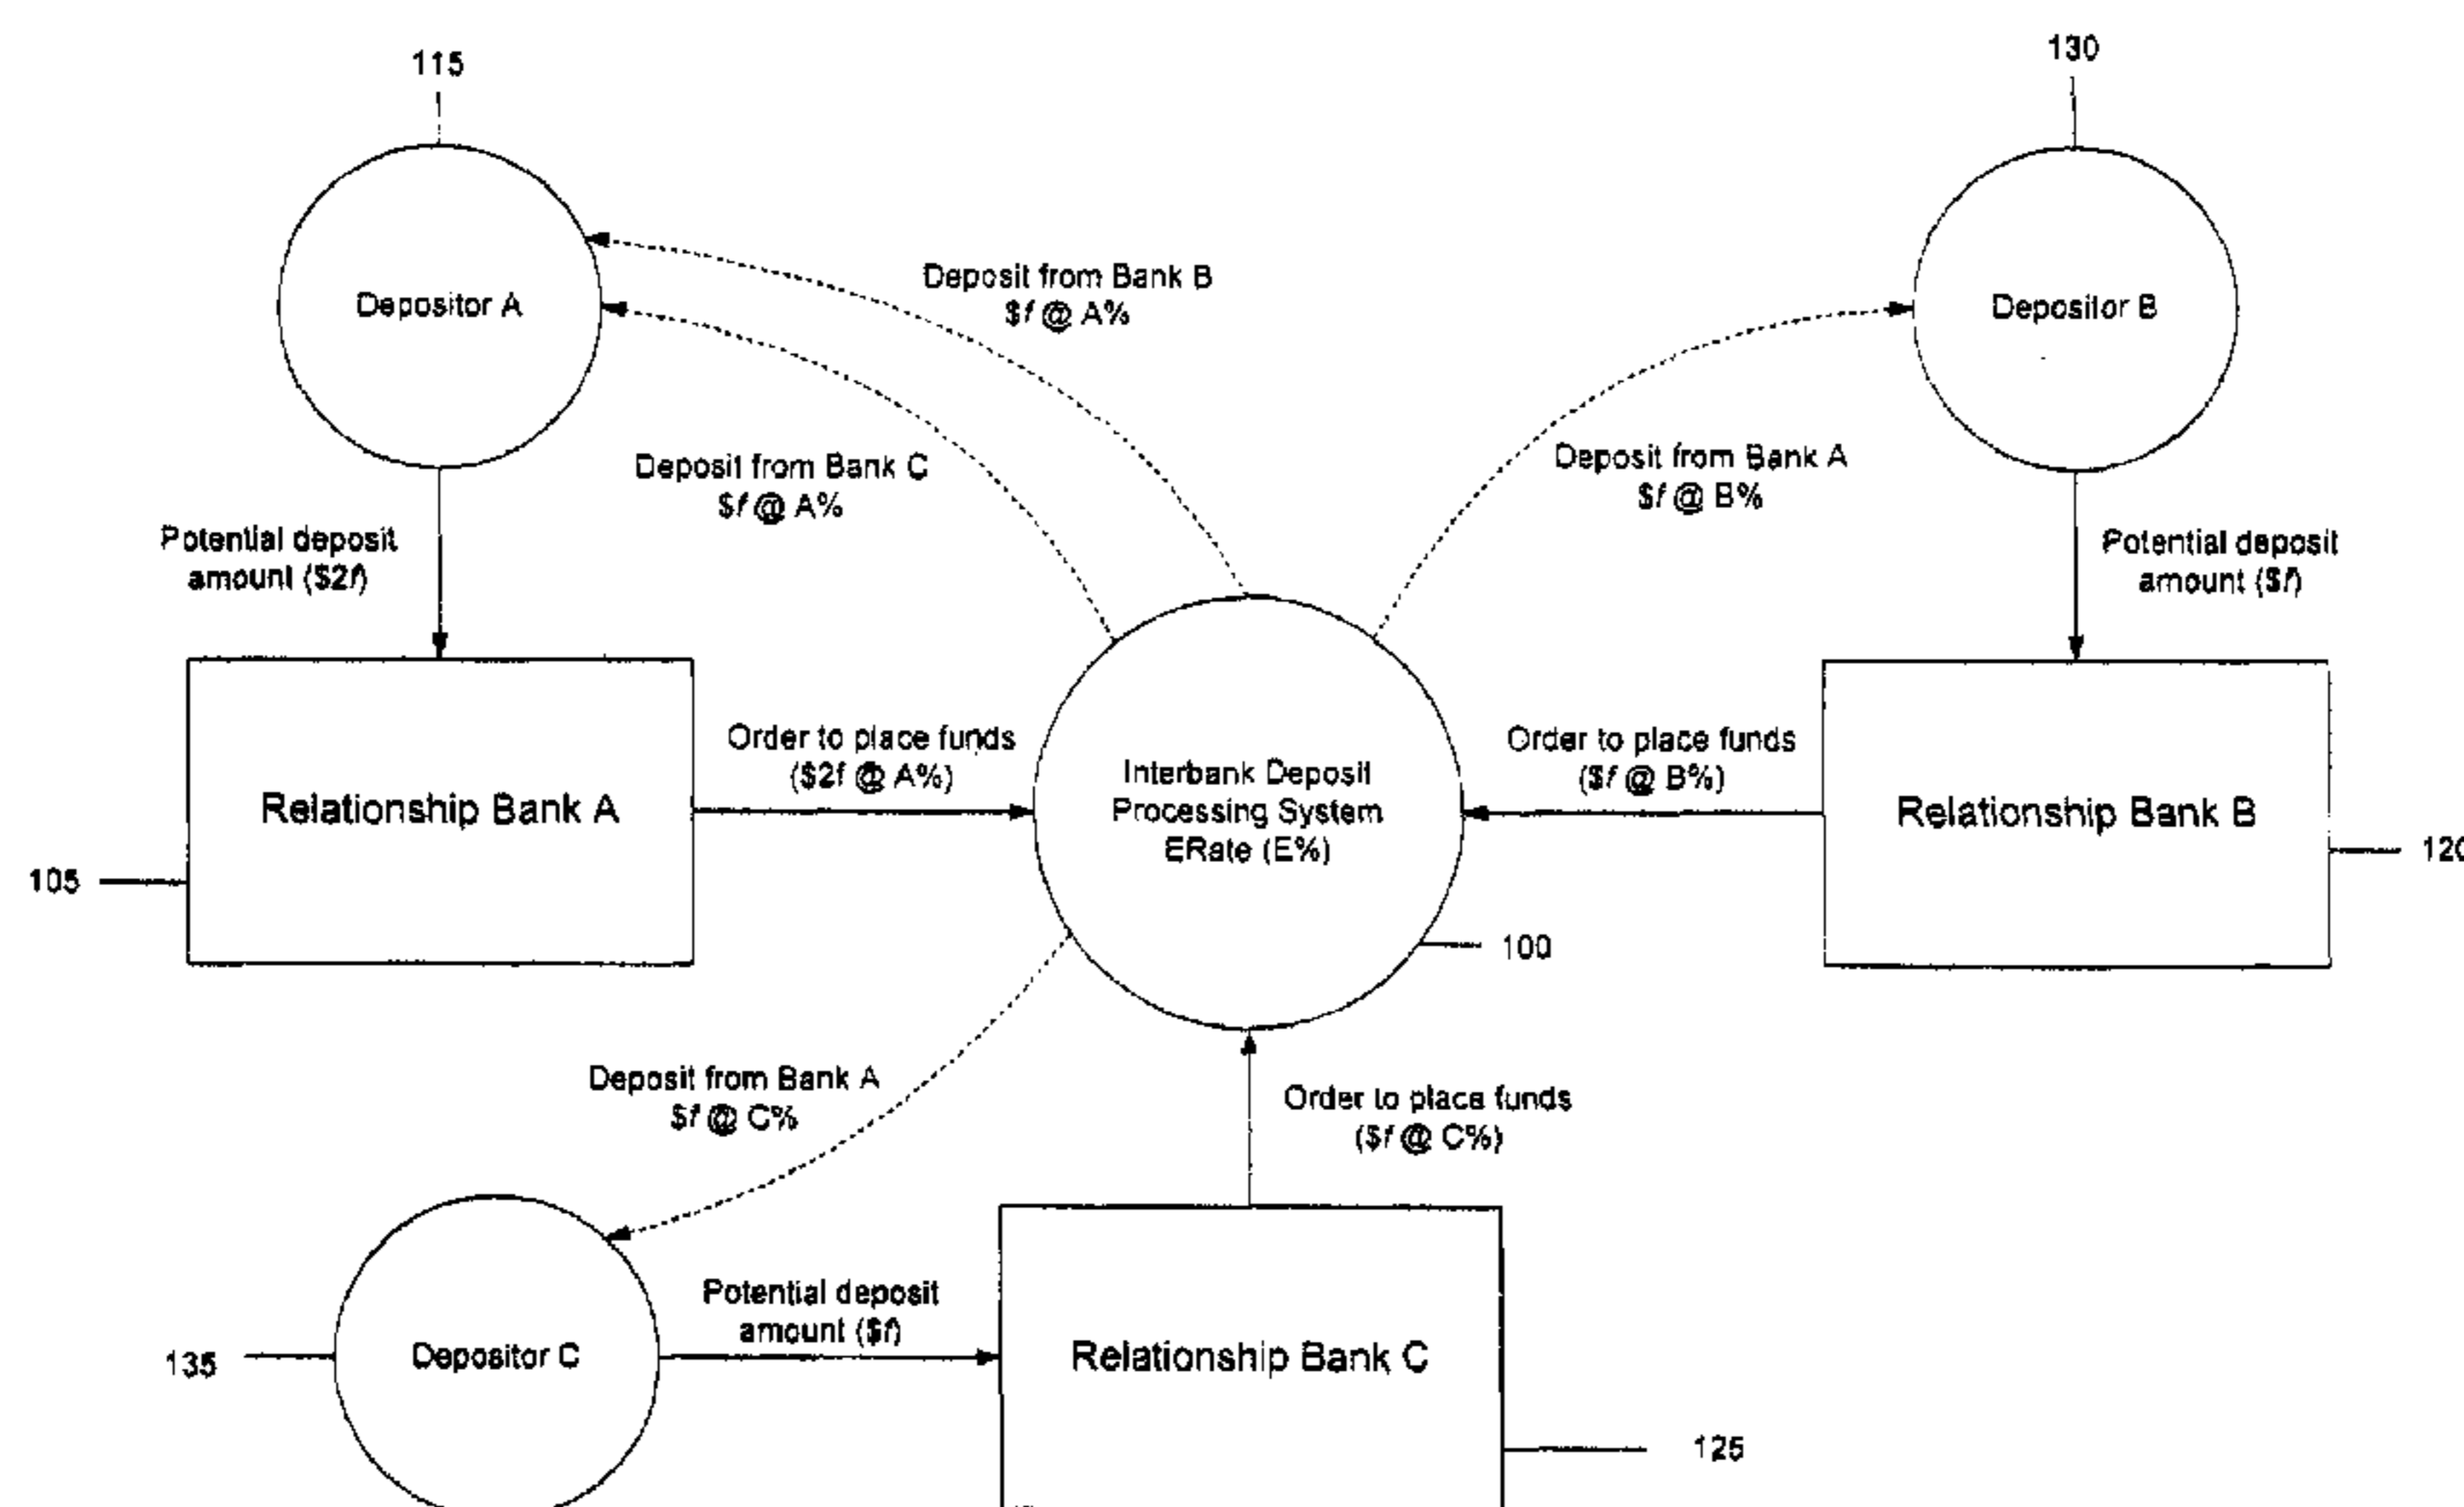 115
130
Depositor A
Deposit from Bank B
$f @ A%
Depositor B
Deposit from Bank C
$f @ A%
Deposit from Bank A
$f @ B%
Potential deposit
amount ($2f)
Potential deposit
amount ($f)
Relationship Bank A
Order to place funds
($2f @ A%)
Interbank Deposit
Processing System
ERate (E%)
Order to place funds
($f @ B%)
Relationship Bank B
105
120
100
Deposit from Bank A
$f @ C%
Order to place funds
($f @ C%)
Depositor C
Potential deposit
amount ($f)
Relationship Bank C
135
125